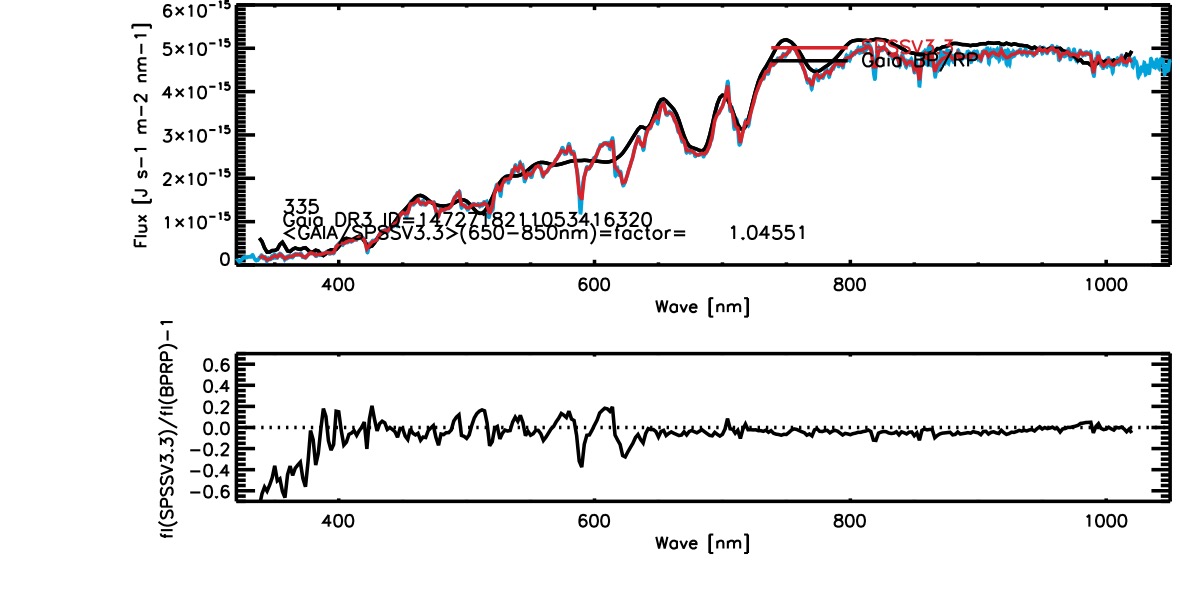 6×10−15
5×10−15
4×10−15
3×10−15
2×10−15
1×10−15
0
Flux [J s−1 m−2 nm−1]
SPSSV3.3
Gaia BP/RP
335
Gaia DR3 ID=1472718211053416320
<GAIA/SPSSV3.3>(650−850nm)=factor= 1.04551
400 600 800 1000
Wave [nm]
fl(SPSSV3.3)/fl(BPRP)−1
0.6
0.4
0.2
0.0
−0.2
−0.4
−0.6
400 600 800 1000
Wave [nm]